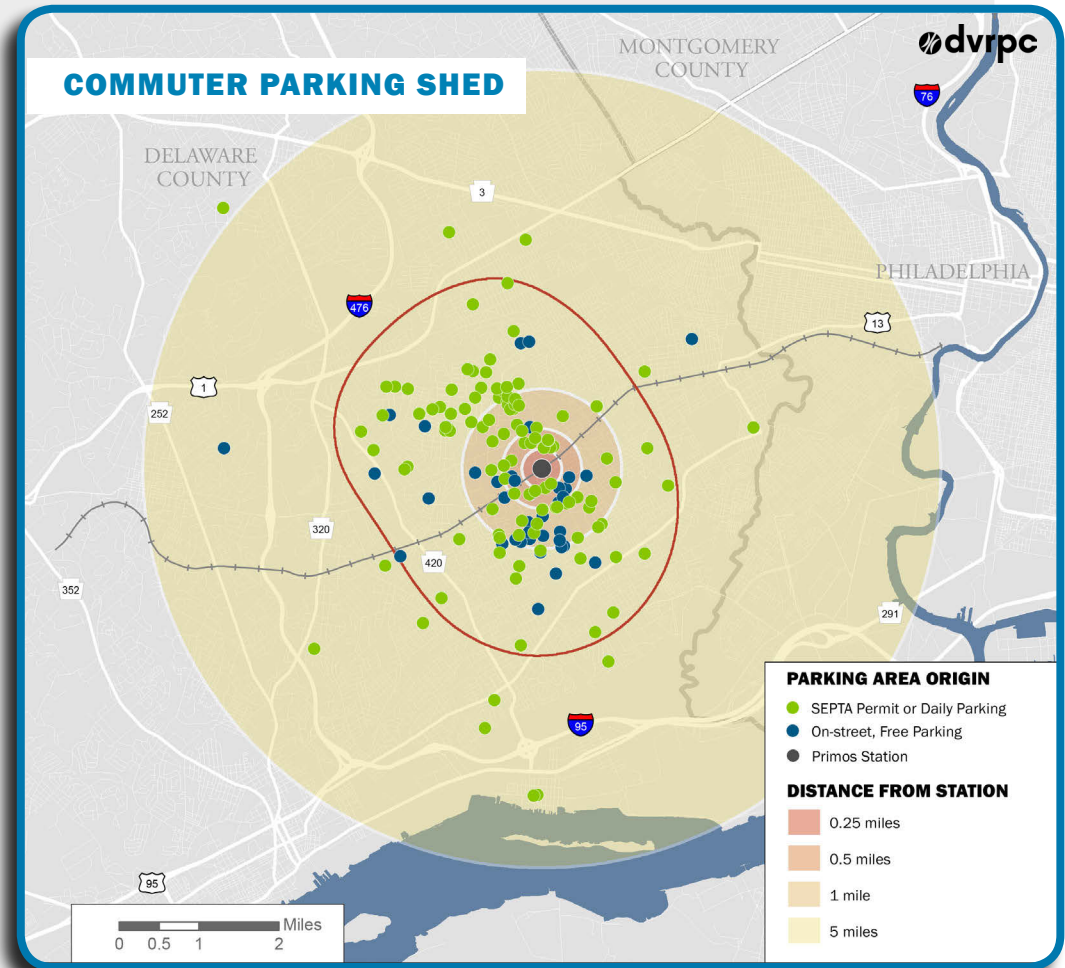 dvrpc
COMMUTER PARKING SHED
MONTGOMERY
COUNTY
76
DELAWARE
COUNTY
3
PHILADELPHIA
476
13
1
252
320
420
352
291
95
95
PARKING AREA ORIGIN
SEPTA Permit or Daily Parking
On-street, Free Parking
Primos Station
DISTANCE FROM STATION
0.25 miles
0.5 miles
1 mile
5 miles
Miles
0 0.5 1 2